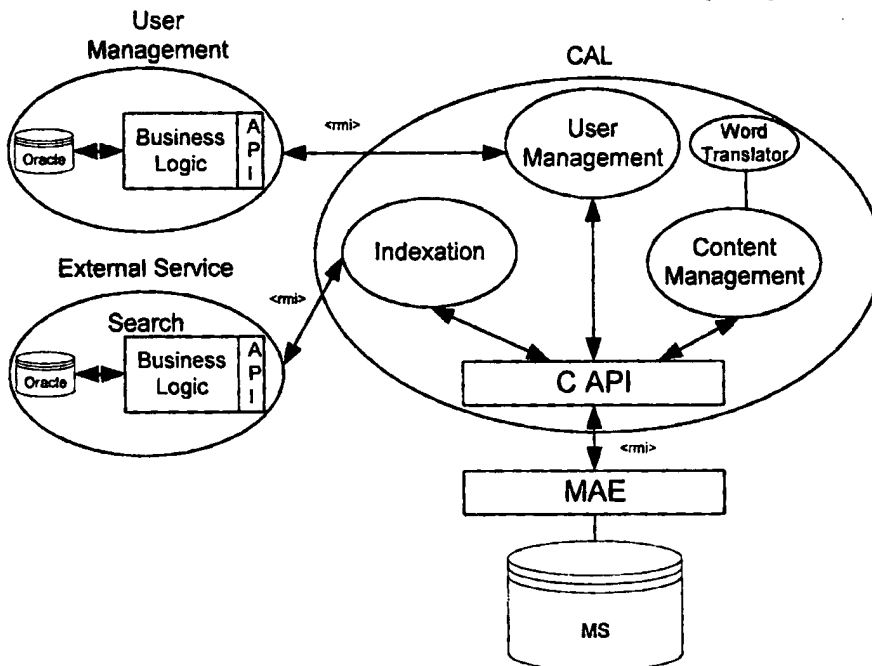 User
Management
CAL
Oracle
Business
Logic
A
P
I
<rmi>
User
Management
Word
Translator
Indexation
Content
Management
External Service
<rmi>
Search
Oracle
Business
Logic
A
P
I
C API
<rmi>
MAE
MS